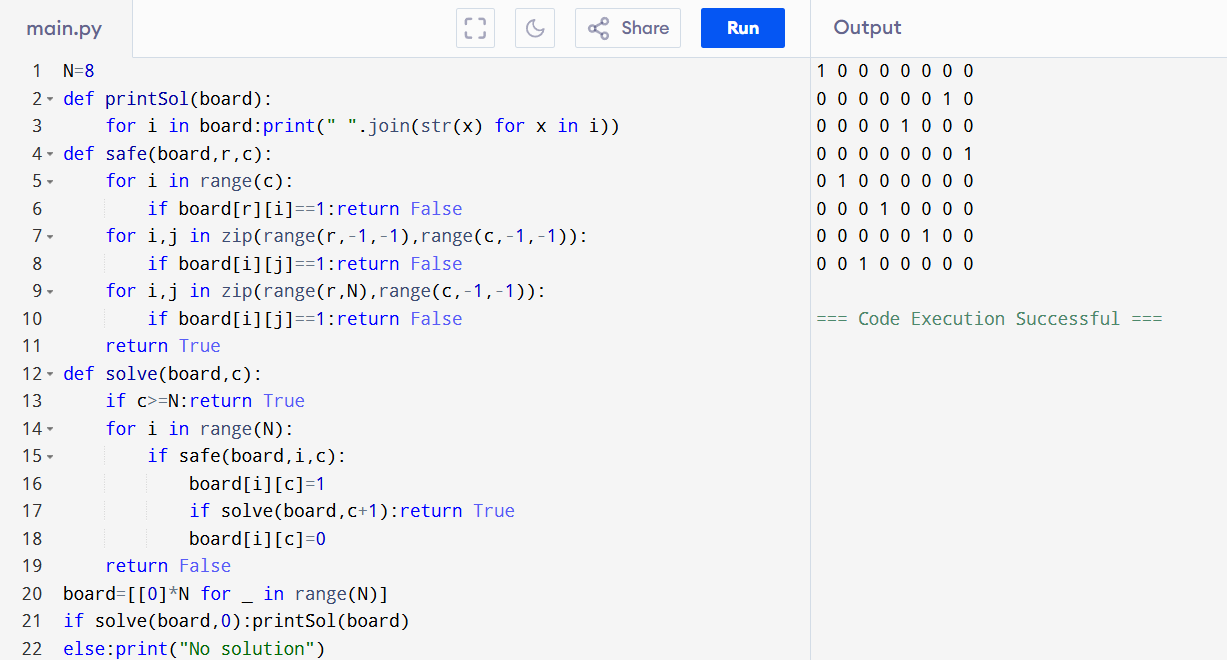 main.py
Share
Run
Output
1 N=8
2 def printSol(board):
3     for i in board:print(" ".join(str(x) for x in i))
4 def safe(board,r,c):
5     for i in range(c):
6         if board[r][i]==1:return False
7     for i,j in zip(range(r,-1,-1),range(c,-1,-1)):
8         if board[i][j]==1:return False
9     for i,j in zip(range(r,N),range(c,-1,-1)):
10         if board[i][j]==1:return False
11     return True
12 def solve(board,c):
13     if c>=N:return True
14     for i in range(N):
15         if safe(board,i,c):
16             board[i][c]=1
17             if solve(board,c+1):return True
18             board[i][c]=0
19     return False
20 board=[[0]*N for _ in range(N)]
21 if solve(board,0):printSol(board)
22 else:print("No solution")
1 0 0 0 0 0 0 0
0 0 0 0 0 0 1 0
0 0 0 0 1 0 0 0
0 0 0 0 0 0 0 1
0 1 0 0 0 0 0 0
0 0 0 1 0 0 0 0
0 0 0 0 0 1 0 0
0 0 1 0 0 0 0 0
=== Code Execution Successful ===